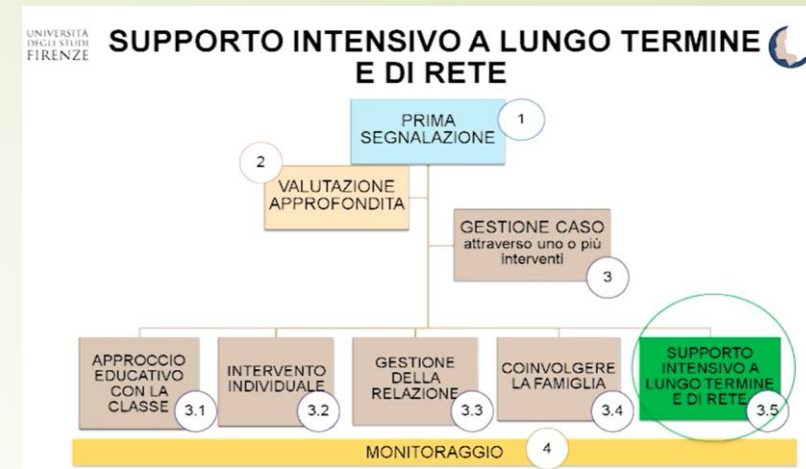 UNIVERSITÀ
DEGLI STUDI
FIRENZE
SUPPORTO INTENSIVO A LUNGO TERMINE
E DI RETE
PRIMA
SEGNALAZIONE
1
2
VALUTAZIONE
APPROFONDITA
GESTIONE CASO
attraverso uno o più
interventi
3
APPROCCIO
EDUCATIVO
CON LA
CLASSE
3.1
INTERVENTO
INDIVIDUALE
3.2
GESTIONE
DELLA
RELAZIONE
3.3
COINVOLGERE
LA FAMIGLIA
3.4
SUPPORTO
INTENSIVO A
LUNGO TERMINE
E DI RETE
3.5
MONITORAGGIO
4